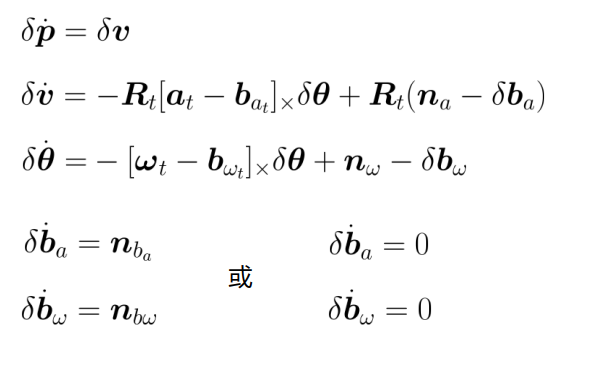 δṗ = δv
δv̇ = −R_t[a_t − b_{a_t}]_×δθ + R_t(n_a − δb_a)
δθ̇ = − [ω_t − b_{ω_t}]_×δθ + n_ω − δb_ω
δḃ_a = n_{b_a} δḃ_a = 0
或
δḃ_ω = n_{bω} δḃ_ω = 0